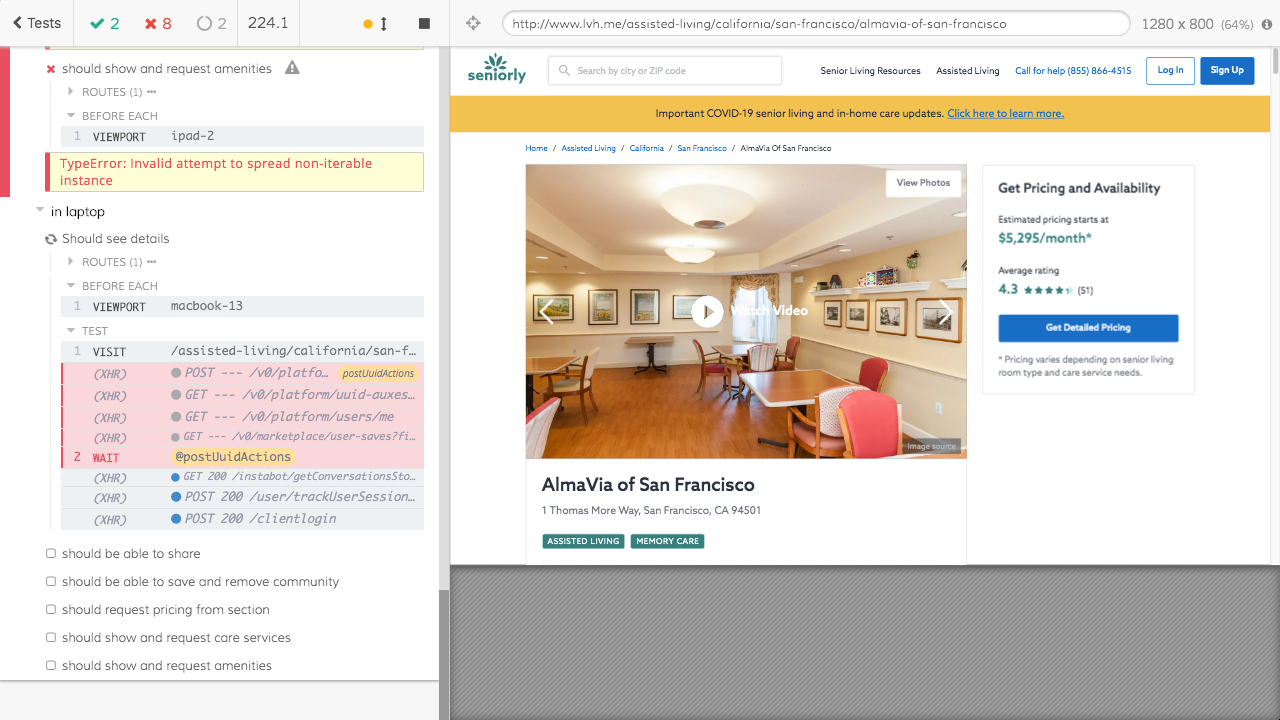 Tests
2
8
2
224.1
http://www.lvh.me/assisted-living/california/san-francisco/almavia-of-san-francisco
1280 x 800 (64%)
should show and request amenities
ROUTES (1)
BEFORE EACH
1 VIEWPORT ipad-2
TypeError: Invalid attempt to spread non-iterable
instance
in laptop
Should see details
ROUTES (1)
BEFORE EACH
1 VIEWPORT macbook-13
TEST
1 VISIT /assisted-living/california/san-f...
(XHR) POST --- /v0/platfo... postUuidActions
(XHR) GET --- /v0/platform/uuid-auxes...
(XHR) GET --- /v0/platform/users/me
(XHR) GET --- /v0/marketplace/user-saves?fi...
2 WAIT @postUuidActions
(XHR) GET 200 /instabot/getConversationsSto...
(XHR) POST 200 /user/trackUserSession...
(XHR) POST 200 /clientlogin
should be able to share
should be able to save and remove community
should request pricing from section
should show and request care services
should show and request amenities
seniorly
Search by city or ZIP code
Senior Living Resources
Assisted Living
Call for help (855) 866-4515
Log In
Sign Up
Important COVID-19 senior living and in-home care updates. Click here to learn more.
Home / Assisted Living / California / San Francisco / AlmaVia Of San Francisco
View Photos
Watch Video
Image source
AlmaVia of San Francisco
1 Thomas More Way, San Francisco, CA 94501
ASSISTED LIVING
MEMORY CARE
Get Pricing and Availability
Estimated pricing starts at
$5,295/month*
Average rating
4.3 (51)
Get Detailed Pricing
* Pricing varies depending on senior living
room type and care service needs.